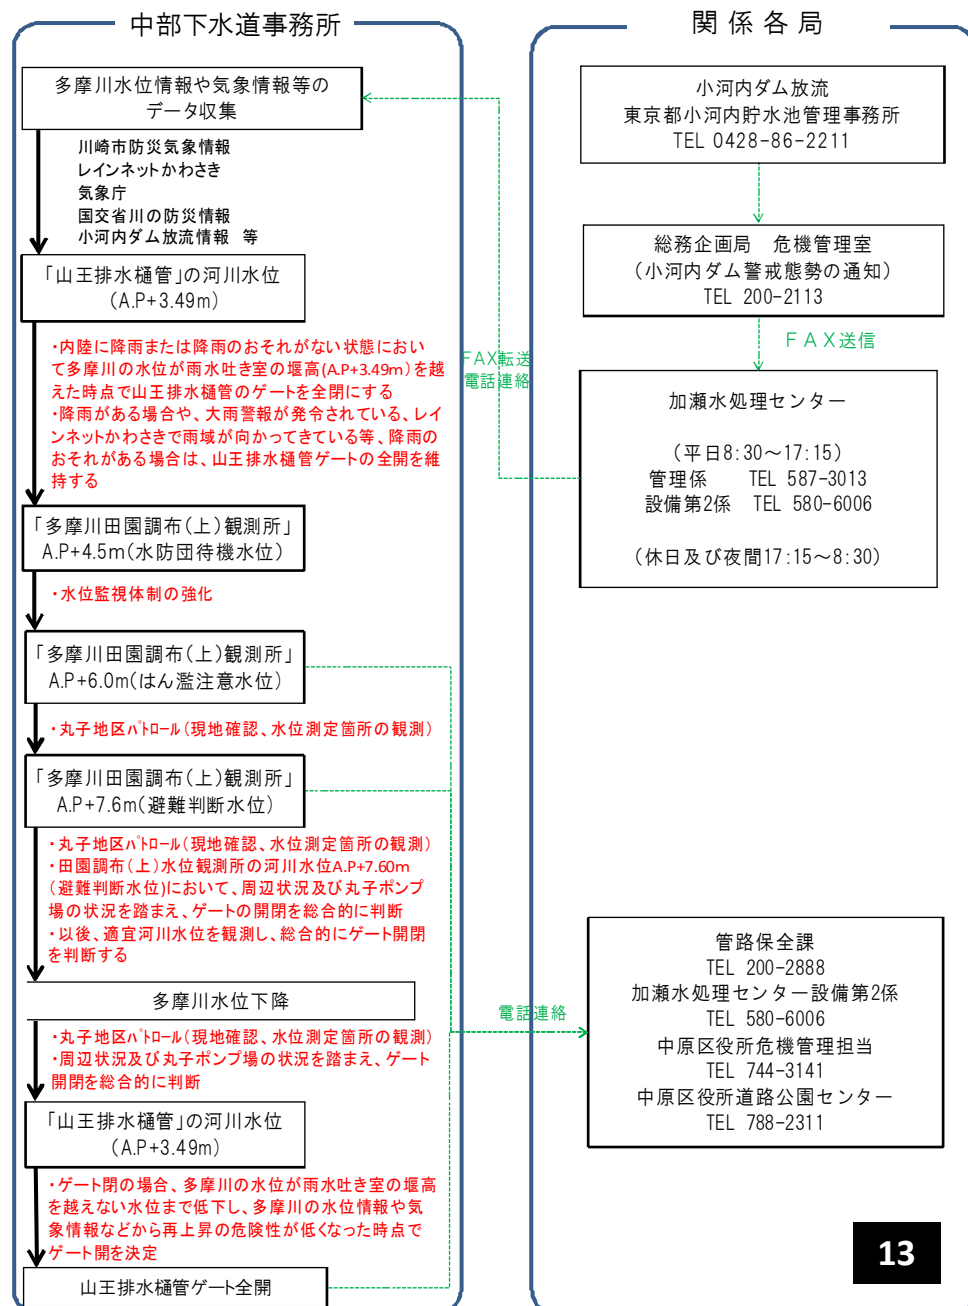 中部下水道事務所
多摩川水位情報や気象情報等の
データ収集
川崎市防災気象情報
レインネットかわさき
気象庁
国交省川の防災情報
小河内ダム放流情報 等
「山王排水樋管」の河川水位
(A.P+3.49m)
・内陸に降雨または降雨のおそれがない状態におい
て多摩川の水位が雨水吐き室の堰高(A.P+3.49m)を越
えた時点で山王排水樋管のゲートを全閉にする
・降雨がある場合や、大雨警報が発令されている、レイ
ンネットかわさきで雨域が向かってきている等、降雨の
おそれがある場合は、山王排水樋管ゲートの全開を維
持する
「多摩川田園調布(上)観測所」
A.P+4.5m(水防団待機水位)
・水位監視体制の強化
「多摩川田園調布(上)観測所」
A.P+6.0m(はん濫注意水位)
・丸子地区パトロール(現地確認、水位測定箇所の観測)
「多摩川田園調布(上)観測所」
A.P+7.6m(避難判断水位)
・丸子地区パトロール(現地確認、水位測定箇所の観測)
・田園調布(上)水位観測所の河川水位A.P+7.60m
(避難判断水位)において、周辺状況及び丸子ポンプ
場の状況を踏まえ、ゲートの開閉を総合的に判断
・以後、適宜河川水位を観測し、総合的にゲート開閉
を判断する
多摩川水位下降
・丸子地区パトロール(現地確認、水位測定箇所の観測)
・周辺状況及び丸子ポンプ場の状況を踏まえ、ゲート
開閉を総合的に判断
「山王排水樋管」の河川水位
(A.P+3.49m)
・ゲート閉の場合、多摩川の水位が雨水吐き室の堰高
を越えない水位まで低下し、多摩川の水位情報や気
象情報などから再上昇の危険性が低くなった時点で
ゲート開を決定
山王排水樋管ゲート全開
FAX転送
電話連絡
電話連絡
関係各局
小河内ダム放流
東京都小河内貯水池管理事務所
TEL 0428-86-2211
総務企画局 危機管理室
(小河内ダム警戒態勢の通知)
TEL 200-2113
FAX送信
加瀬水処理センター
(平日8:30~17:15)
管理係 TEL 587-3013
設備第2係 TEL 580-6006
(休日及び夜間17:15~8:30)
管路保全課
TEL 200-2888
加瀬水処理センター設備第2係
TEL 580-6006
中原区役所危機管理担当
TEL 744-3141
中原区役所道路公園センター
TEL 788-2311
13